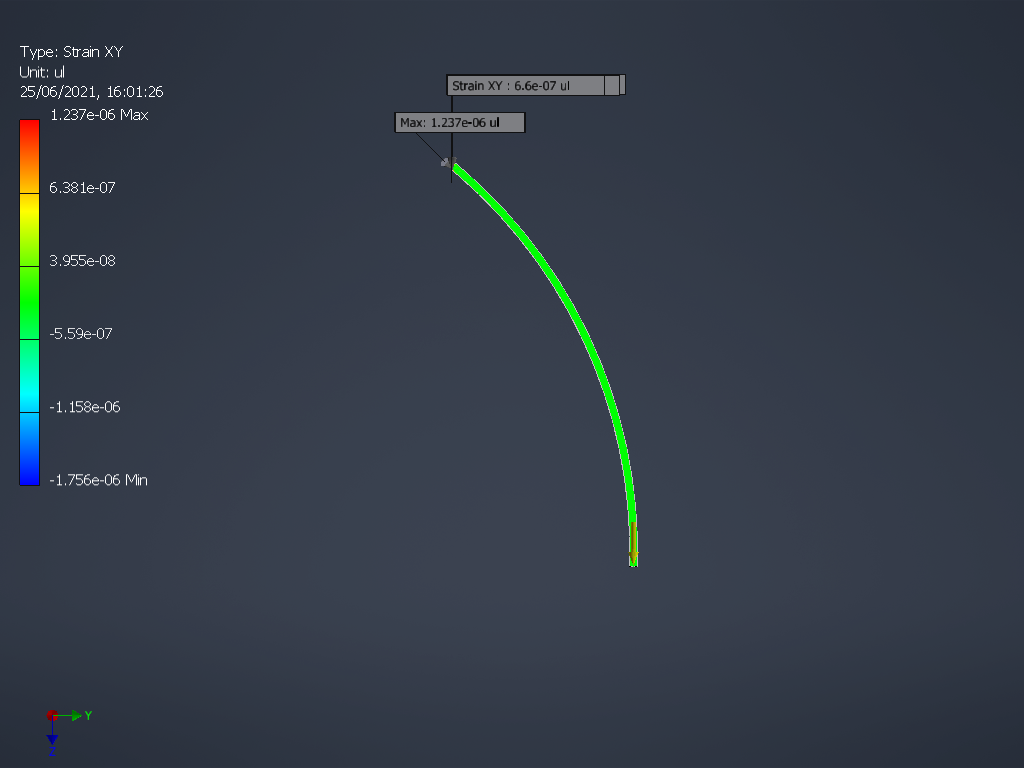 Type: Strain XY
Unit: ul
25/06/2021, 16:01:26
1.237e-06 Max
6.381e-07
3.955e-08
-5.59e-07
-1.158e-06
-1.756e-06 Min
Strain XY : 6.6e-07 ul
Max: 1.237e-06 ul
Y
Z